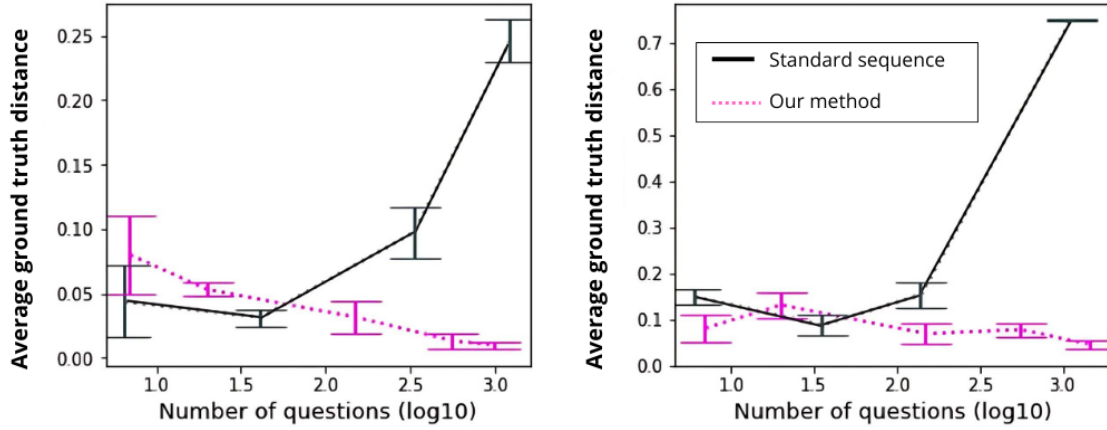 Average ground truth distance
0.25
0.20
0.15
0.10
0.05
0.00
1.0 1.5 2.0 2.5 3.0
Number of questions (log10)
Average ground truth distance
0.7
0.6
0.5
0.4
0.3
0.2
0.1
0.0
Standard sequence
Our method
1.0 1.5 2.0 2.5 3.0
Number of questions (log10)